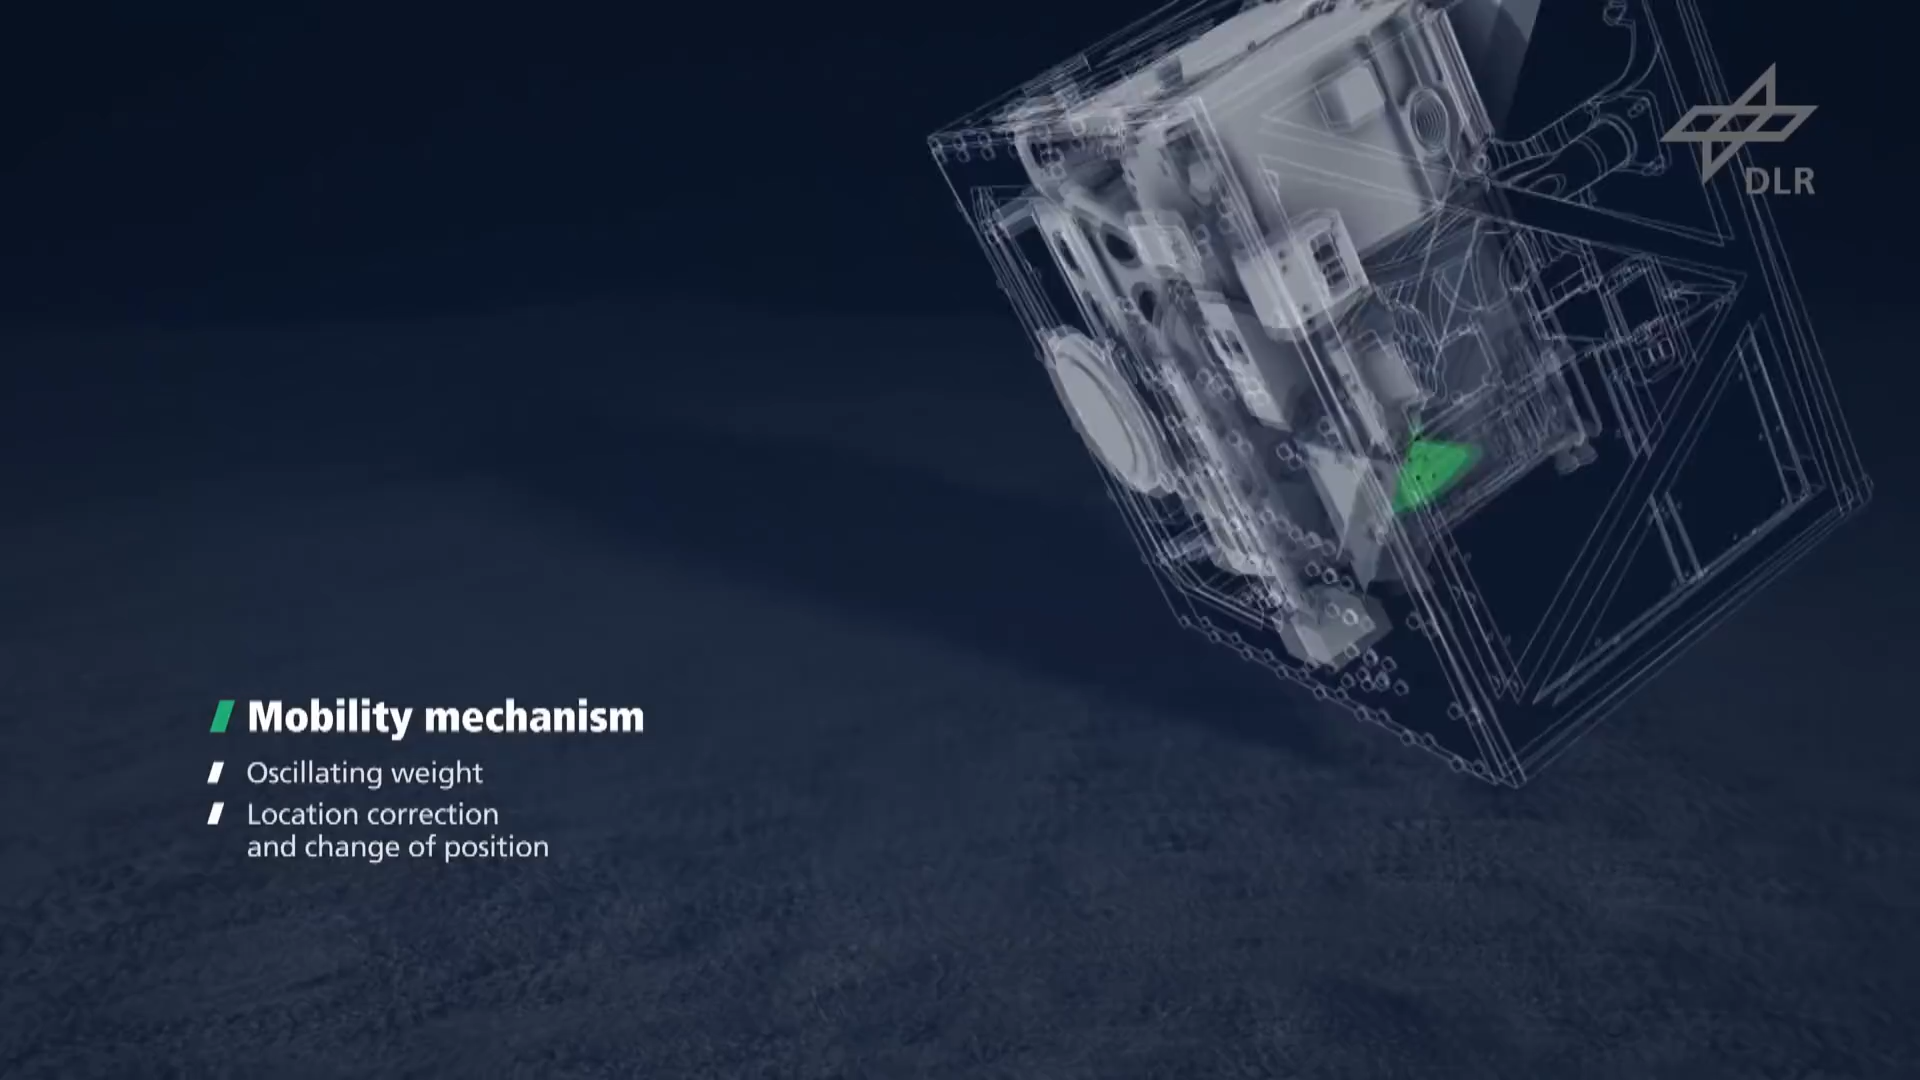 DLR
Mobility mechanism
Oscillating weight
Location correction
and change of position